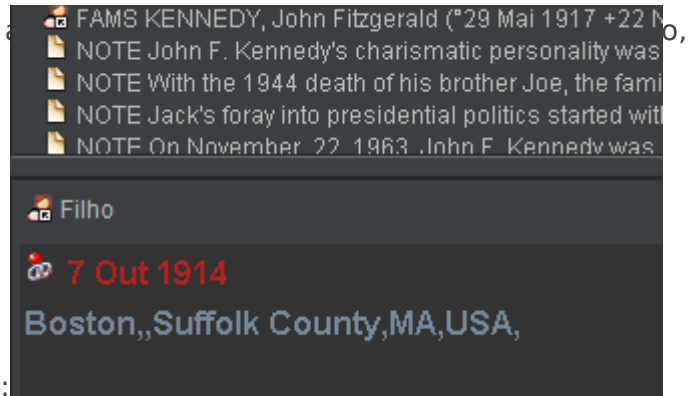 FAMS KENNEDY, John Fitzgerald (*29 Mai 1917 +22
o,
NOTE John F. Kennedy's charismatic personality was
NOTE With the 1944 death of his brother Joe, the
NOTE Jack's foray into presidential politics started
NOTE On November, 22, 1963, John F. Kennedy was
Filho
7 Out 1914
Boston,,Suffolk County,MA,USA,
: